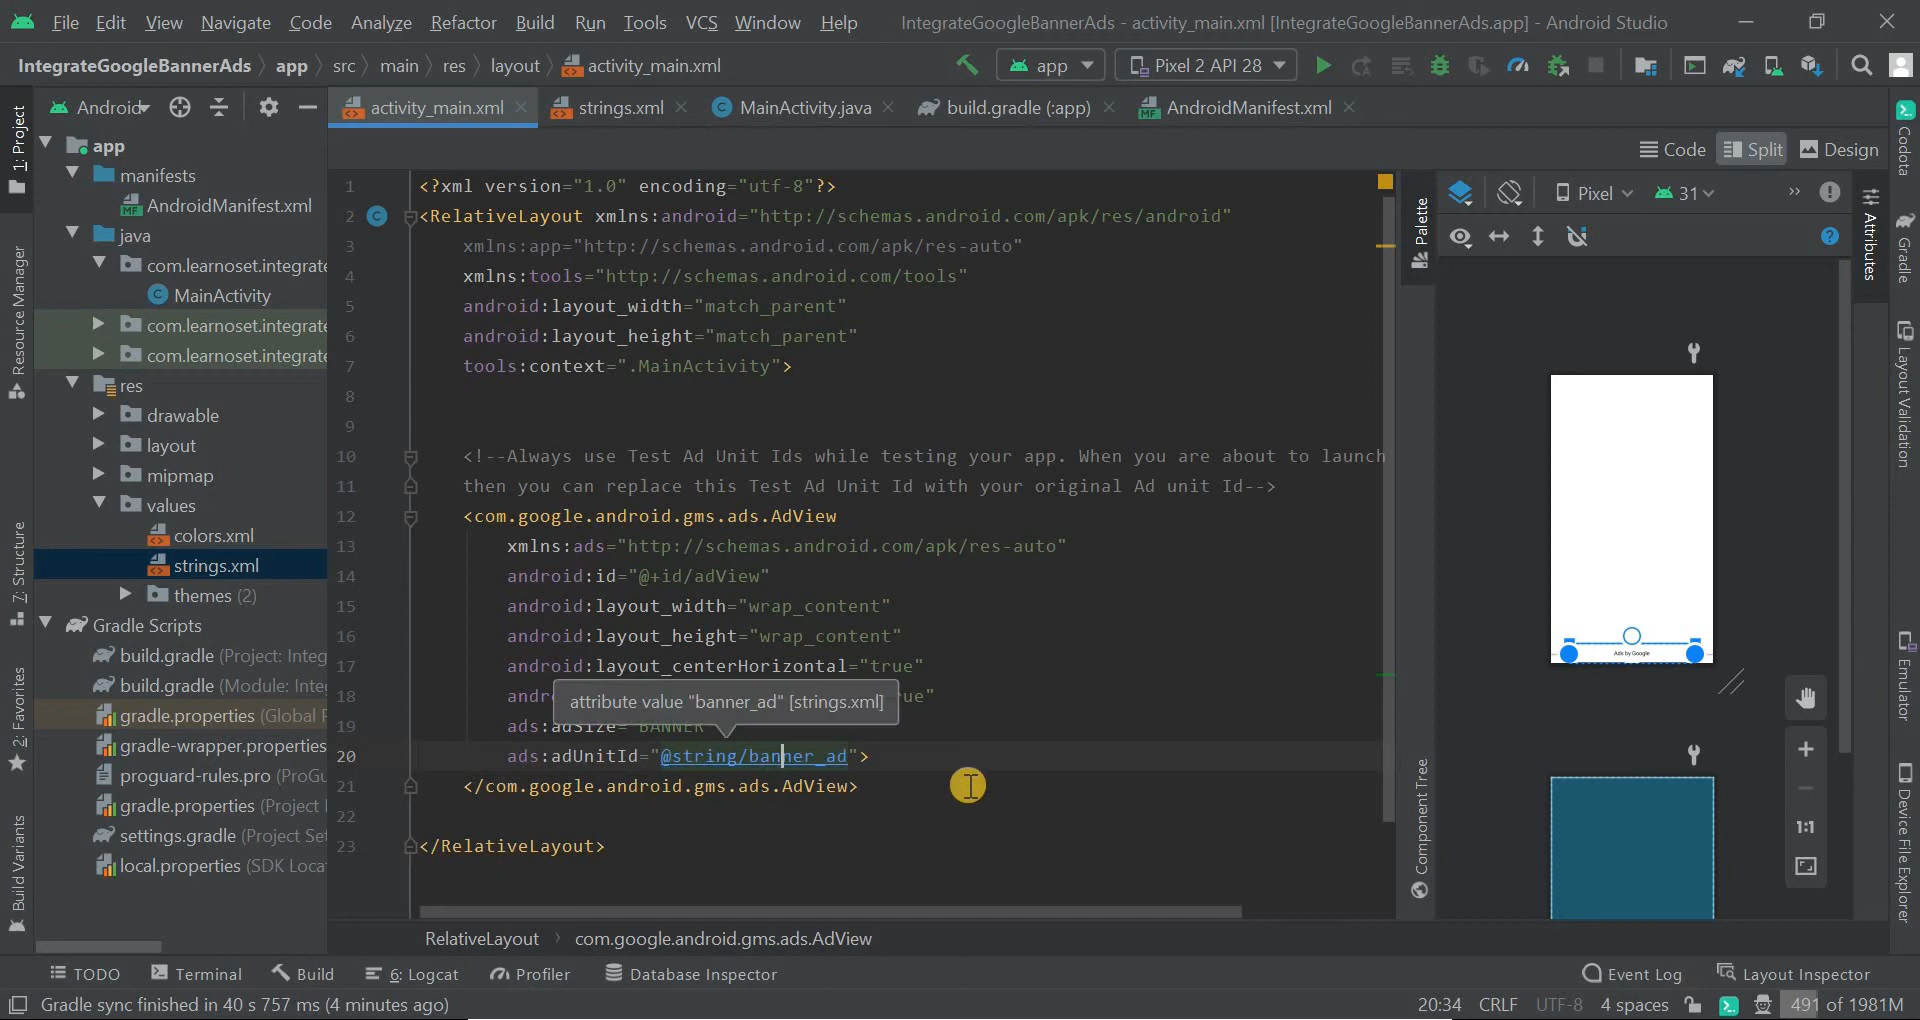 File Edit View Navigate Code Analyze Refactor Build Run Tools VCS Window Help IntegrateGoogleBannerAds - activity_main.xml [IntegrateGoogleBannerAds.app] - Android Studio
IntegrateGoogleBannerAds app src main res layout activity_main.xml app Pixel 2 API 28
Android
activity_main.xml strings.xml MainActivity.java build.gradle (:app) AndroidManifest.xml
Code Split Design
1: Project
Resource Manager
7: Structure
2: Favorites
Build Variants
app
manifests
AndroidManifest.xml
java
com.learnoset.integrate
MainActivity
com.learnoset.integrate
com.learnoset.integrate
res
drawable
layout
mipmap
values
colors.xml
strings.xml
themes (2)
Gradle Scripts
build.gradle (Project: Integ
build.gradle (Module: Inte
gradle.properties (Global P
gradle-wrapper.properties
proguard-rules.pro (ProGu
gradle.properties (Project
settings.gradle (Project Set
local.properties (SDK Loca
1 <?xml version="1.0" encoding="utf-8"?>
2 <RelativeLayout xmlns:android="http://schemas.android.com/apk/res/android"
3 xmlns:app="http://schemas.android.com/apk/res-auto"
4 xmlns:tools="http://schemas.android.com/tools"
5 android:layout_width="match_parent"
6 android:layout_height="match_parent"
7 tools:context=".MainActivity">
8
9
10 <!--Always use Test Ad Unit Ids while testing your app. When you are about to launch
11 then you can replace this Test Ad Unit Id with your original Ad unit Id-->
12 <com.google.android.gms.ads.AdView
13 xmlns:ads="http://schemas.android.com/apk/res-auto"
14 android:id="@+id/adView"
15 android:layout_width="wrap_content"
16 android:layout_height="wrap_content"
17 android:layout_centerHorizontal="true"
18 andr ue"
attribute value "banner_ad" [strings.xml]
19 ads:adSize="BANNER"
20 ads:adUnitId="@string/banner_ad">
21 </com.google.android.gms.ads.AdView>
22
23 </RelativeLayout>
RelativeLayout com.google.android.gms.ads.AdView
Palette
Component Tree
Pixel 31
Ads by Google
1:1
Attributes
Codota
Gradle
Layout Validation
Emulator
Device File Explorer
TODO Terminal Build 6: Logcat Profiler Database Inspector Event Log Layout Inspector
Gradle sync finished in 40 s 757 ms (4 minutes ago) 20:34 CRLF UTF-8 4 spaces 491 of 1981M